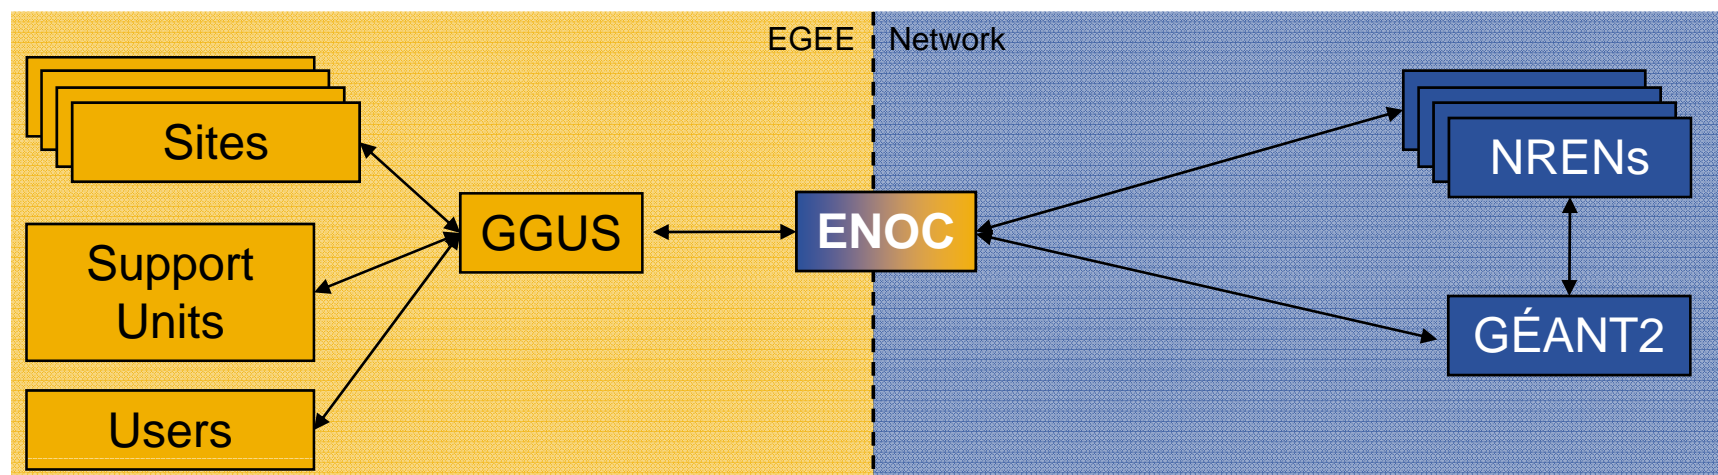 EGEE
Network
Sites
NRENs
GGUS
ENOC
Support
Units
GÉANT2
Users